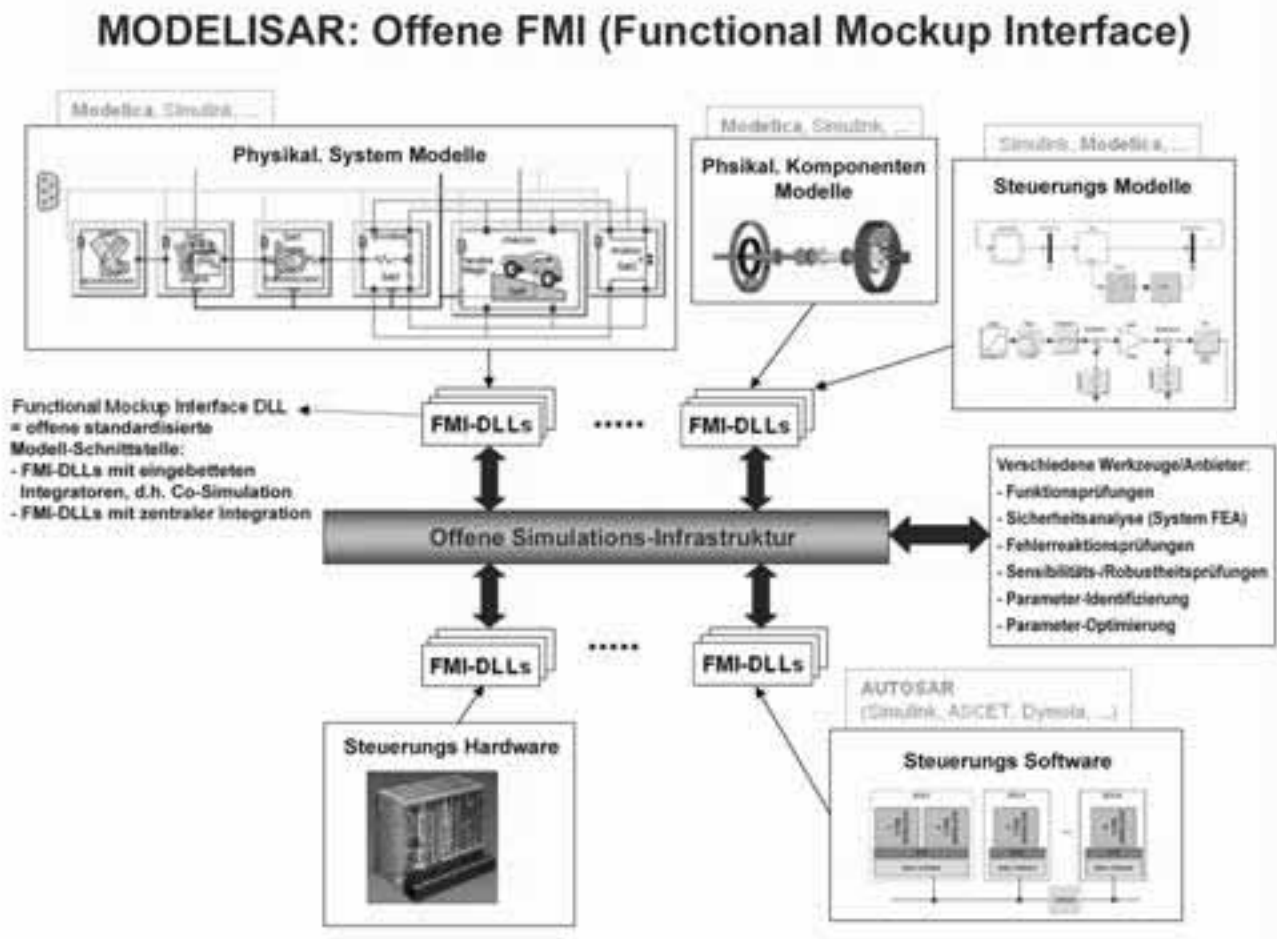 MODELISAR: Offene FMI (Functional Mockup Interface)
Modelica, Simulink, ...
Physikal. System Modelle
Modelica, Simulink, ...
Phsikal. Komponenten
Modelle
Simulink, Modelica, ...
Steuerungs Modelle
Functional Mockup Interface DLL
= offene standardisierte
Modell-Schnittstelle:
- FMI-DLLs mit eingebetteten
Integratoren, d.h. Co-Simulation
- FMI-DLLs mit zentraler Integration
FMI-DLLs
.....
FMI-DLLs
Offene Simulations-Infrastruktur
Verschiedene Werkzeuge/Anbieter:
- Funktionsprüfungen
- Sicherheitsanalyse (System FEA)
- Fehlerreaktionsprüfungen
- Sensibilitäts-/Robustheitsprüfungen
- Parameter-Identifizierung
- Parameter-Optimierung
FMI-DLLs
.....
FMI-DLLs
Steuerungs Hardware
AUTOSAR
(Simulink, ASCET, Dymola, ...)
Steuerungs Software